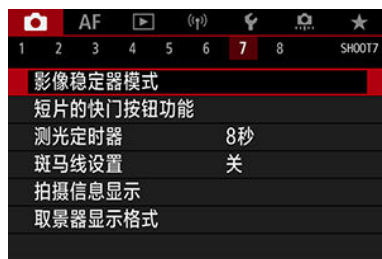 AF
1 2 3 4 5 6 7 8 SHOOT7
影像稳定器模式
短片的快门按钮功能
测光定时器 8秒
斑马线设置 关
拍摄信息显示
取景器显示格式